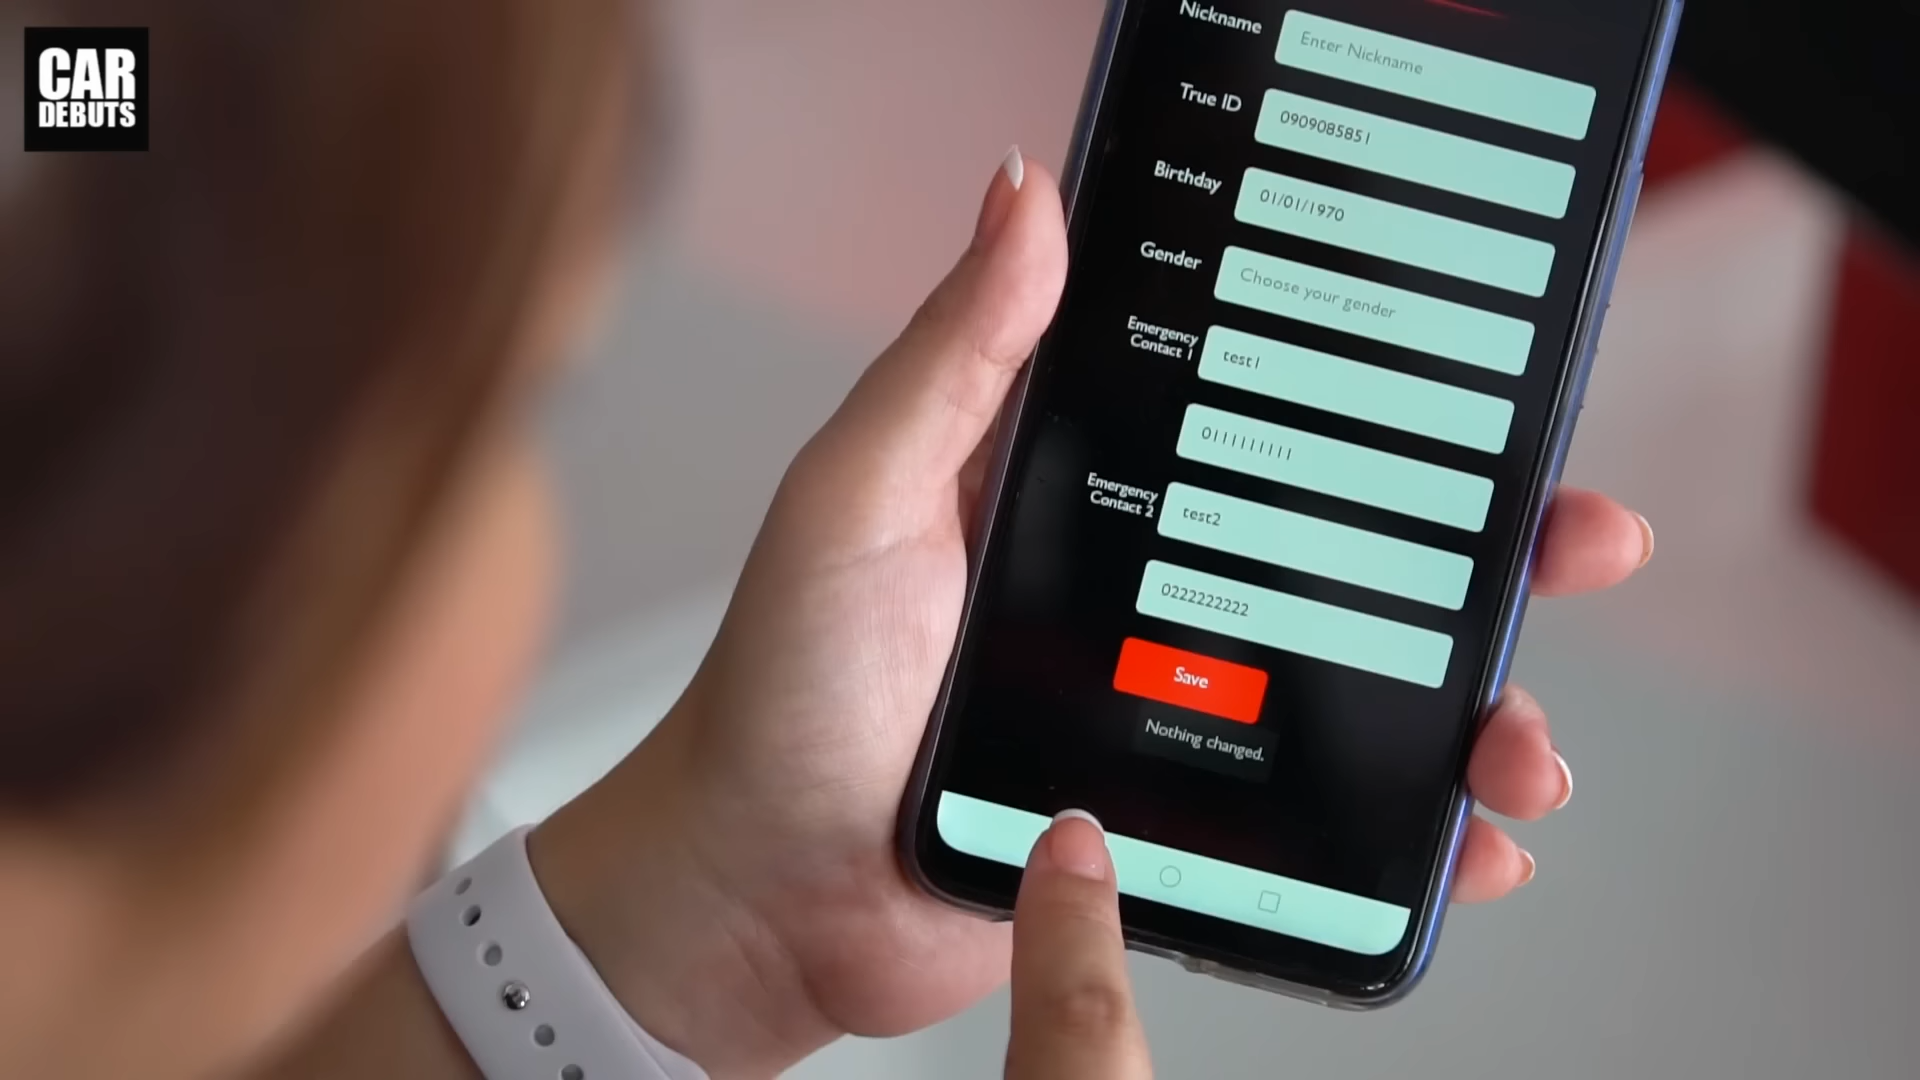 CAR
DEBUTS
Nickname
Enter Nickname
True ID
0909085851
Birthday
01/01/1970
Gender
Choose your gender
Emergency
Contact 1
test1
0111111111
Emergency
Contact 2
test2
0222222222
Save
Nothing changed.